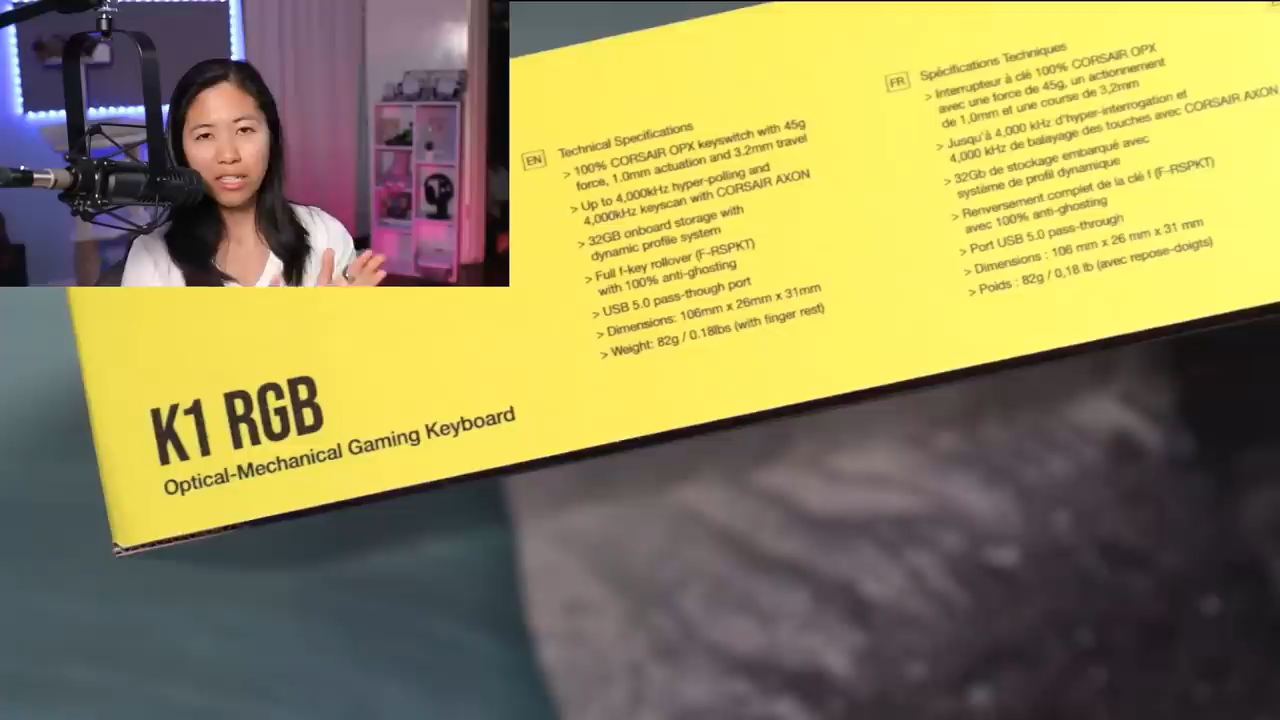 EN
Technical Specifications
> 100% CORSAIR OPX keyswitch with 45g
force, 1.0mm actuation and 3.2mm travel
> Up to 4,000kHz hyper-polling and
4,000kHz keyscan with CORSAIR AXON
> 32GB onboard storage with
dynamic profile system
> Full f-key rollover (F-RSPKT)
with 100% anti-ghosting
> USB 5.0 pass-though port
> Dimensions: 106mm x 26mm x 31mm
> Weight: 82g / 0.18lbs (with finger rest)
FR
Spécifications Techniques
> Interrupteur à clé 100% CORSAIR OPX
avec une force de 45g, un actionnement
de 1,0mm et une course de 3,2mm
> Jusqu'à 4,000 kHz d'hyper-interrogation et
4,000 kHz de balayage des touches avec CORSAIR AXON
> 32Gb de stockage embarqué avec
système de profil dynamique
> Renversement complet de la clé f (F-RSPKT)
avec 100% anti-ghosting
> Port USB 5.0 pass-through
> Dimensions : 106 mm x 26 mm x 31 mm
> Poids : 82g / 0,18 lb (avec repose-doigts)
K1 RGB
Optical-Mechanical Gaming Keyboard